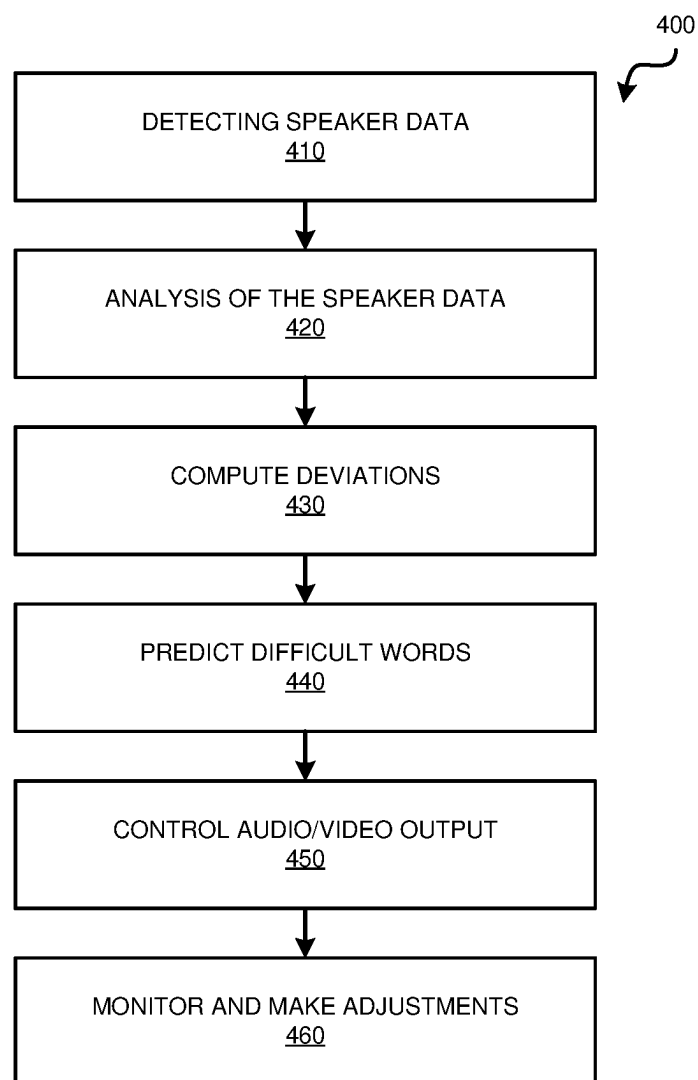 400
DETECTING SPEAKER DATA
410
ANALYSIS OF THE SPEAKER DATA
420
COMPUTE DEVIATIONS
430
PREDICT DIFFICULT WORDS
440
CONTROL AUDIO/VIDEO OUTPUT
450
MONITOR AND MAKE ADJUSTMENTS
460